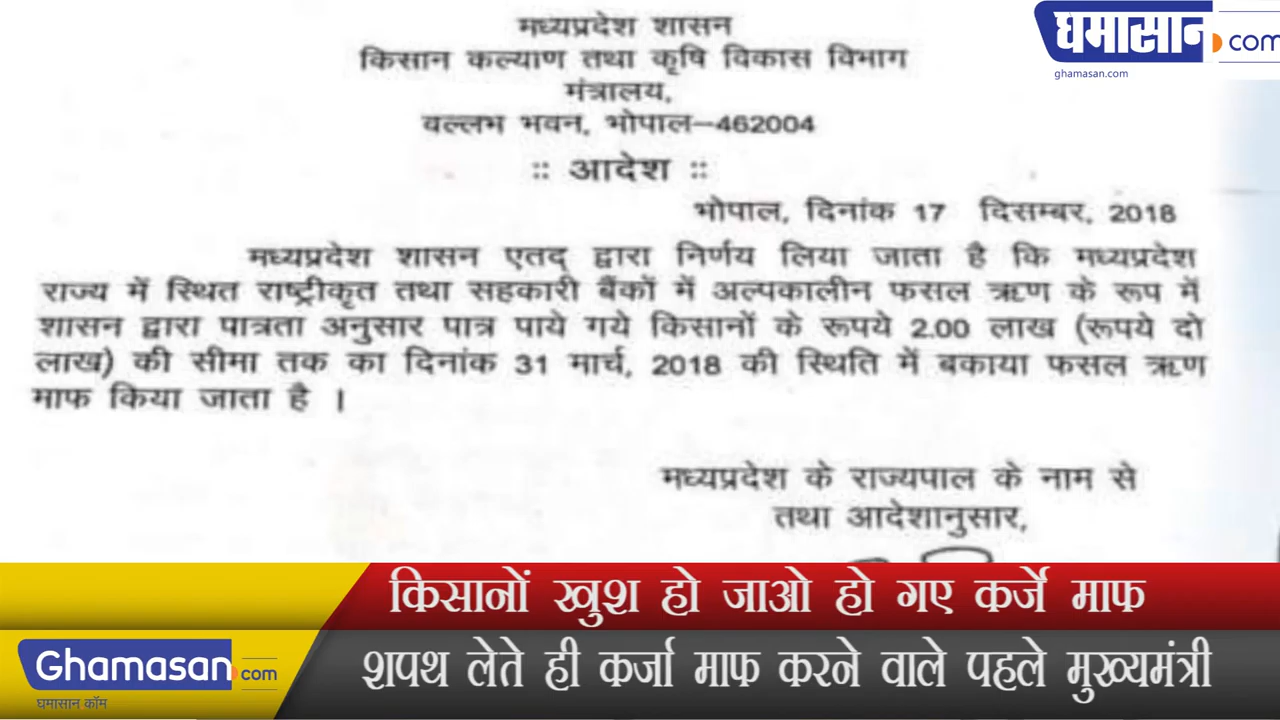 मध्यप्रदेश शासन
किसान कल्याण तथा कृषि विकास विभाग
मंत्रालय,
वल्लभ भवन, भोपाल–462004
:: आदेश ::
भोपाल, दिनांक 17 दिसम्बर, 2018
मध्यप्रदेश शासन एतद् द्वारा निर्णय लिया जाता है कि मध्यप्रदेश
राज्य में स्थित राष्ट्रीकृत तथा सहकारी बैंकों में अल्पकालीन फसल ऋण के रूप में
शासन द्वारा पात्रता अनुसार पात्र पाये गये किसानों के रूपये 2.00 लाख (रूपये दो
लाख) की सीमा तक का दिनांक 31 मार्च, 2018 की स्थिति में बकाया फसल ऋण
माफ किया जाता है ।
मध्यप्रदेश के राज्यपाल के नाम से
तथा आदेशानुसार,
घमासान.com
ghamasan.com
किसानों खुश हो जाओ हो गए कर्जे माफ
शपथ लेते ही कर्जा माफ करने वाले पहले मुख्यमंत्री
Ghamasan.com
घमासान कॉम